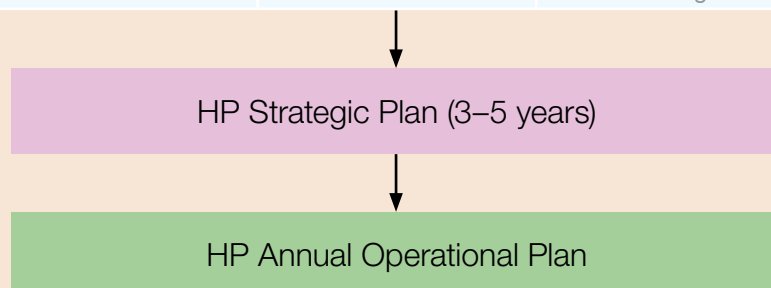 HP Strategic Plan (3–5 years)
HP Annual Operational Plan